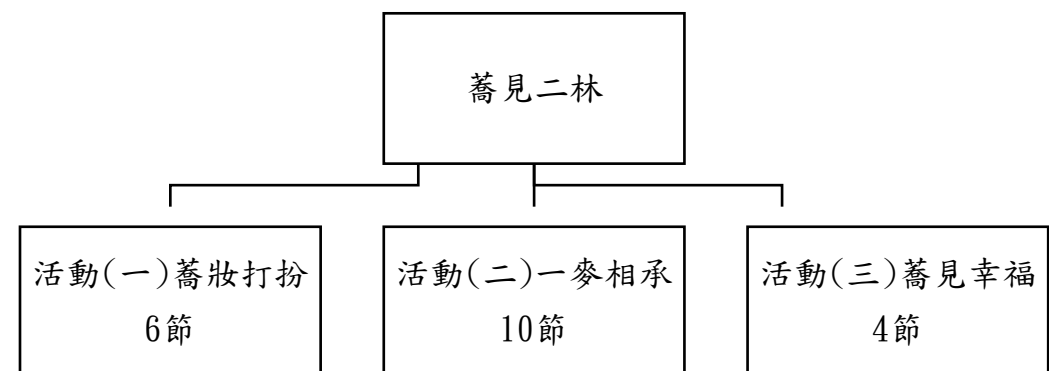 蕎見二林
活動(一)蕎妝打扮
6節
活動(二)一麥相承
10節
活動(三)蕎見幸福
4節